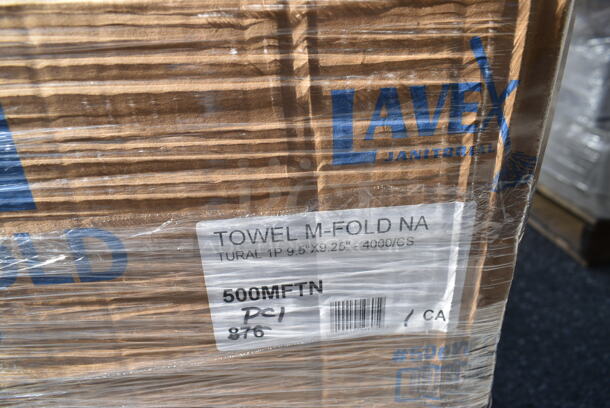 LAVEX
JANITORIAL
TOWEL M-FOLD NA
TURAL 1P 9.5"X9.25" - 4000/CS
500MFTN
PC1
876
1 CA